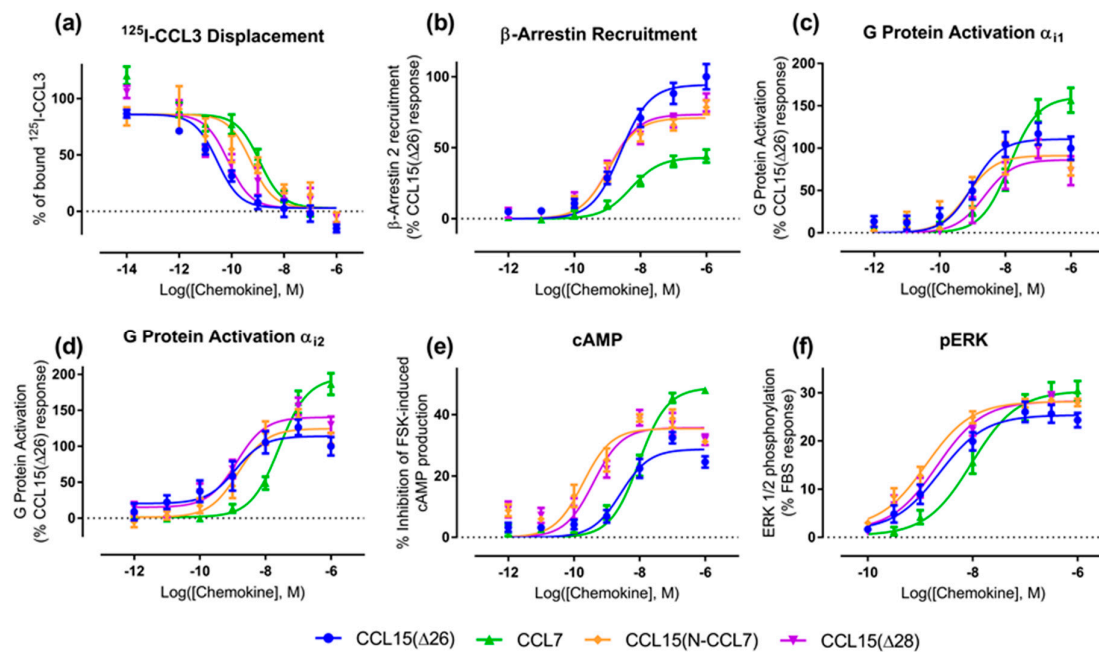 (a)
¹²⁵I-CCL3 Displacement
% of bound ¹²⁵I-CCL3
100
50
0
-14 -12 -10 -8 -6
Log([Chemokine], M)
(b)
β-Arrestin Recruitment
β-Arrestin 2 recruitment
(% CCL15(Δ26) response)
100
50
0
-12 -10 -8 -6
Log([Chemokine], M)
(c)
G Protein Activation αi1
G Protein Activation
(% CCL15(Δ26) response)
200
150
100
50
0
-12 -10 -8 -6
Log([Chemokine], M)
(d)
G Protein Activation αi2
G Protein Activation
(% CCL15(Δ26) response)
200
150
100
50
0
-12 -10 -8 -6
Log([Chemokine], M)
(e)
cAMP
% Inhibition of FSK-induced
cAMP production
40
20
0
-12 -10 -8 -6
Log([Chemokine], M)
(f)
pERK
ERK 1/2 phosphorylation
(% FBS response)
30
20
10
0
-10 -8 -6
Log([Chemokine], M)
CCL15(Δ26) CCL7 CCL15(N-CCL7) CCL15(Δ28)